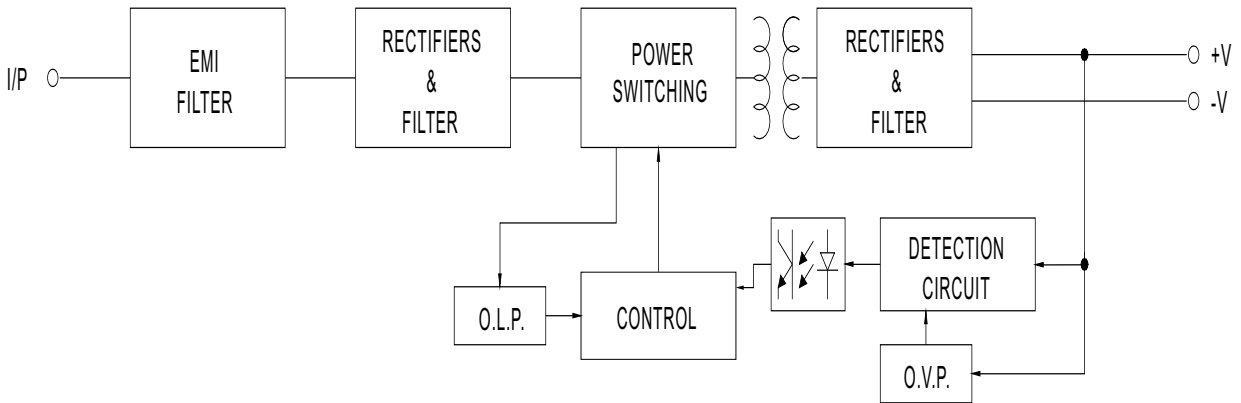 I/P
EMI
FILTER
RECTIFIERS
&
FILTER
POWER
SWITCHING
RECTIFIERS
&
FILTER
+V
-V
O.L.P.
CONTROL
DETECTION
CIRCUIT
O.V.P.